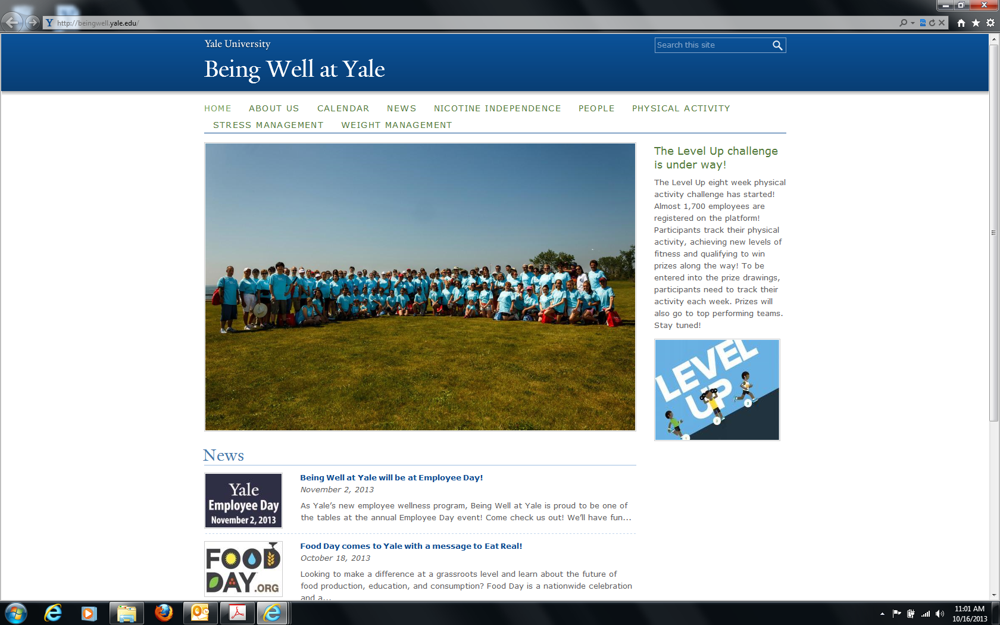 http://beingwell.yale.edu/
Yale University
Search this site
Being Well at Yale
HOME ABOUT US CALENDAR NEWS NICOTINE INDEPENDENCE PEOPLE PHYSICAL ACTIVITY
STRESS MANAGEMENT WEIGHT MANAGEMENT
The Level Up challenge
is under way!
The Level Up eight week physical
activity challenge has started!
Almost 1,700 employees are
registered on the platform!
Participants track their physical
activity, achieving new levels of
fitness and qualifying to win
prizes along the way! To be
entered into the prize drawings,
participants need to track their
activity each week. Prizes will
also go to top performing teams.
Stay tuned!
LEVEL
UP
1
2
3
News
Yale
Employee Day
November 2, 2013
Being Well at Yale will be at Employee Day!
November 2, 2013
As Yale’s new employee wellness program, Being Well at Yale is proud to be one of
the tables at the annual Employee Day event! Come check us out! We’ll have fun...
FOOD
DAY.ORG
Food Day comes to Yale with a message to Eat Real!
October 18, 2013
Looking to make a difference at a grassroots level and learn about the future of
food production, education, and consumption? Food Day is a nationwide celebration
and a...
11:01 AM
10/16/2013